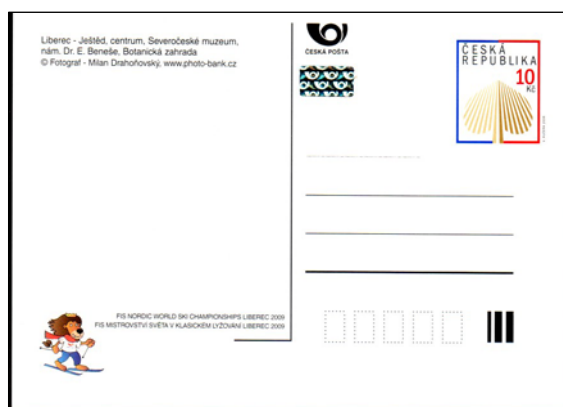 Liberec - Ještěd, centrum, Severočeské muzeum,
nám. Dr. E. Beneše, Botanická zahrada
© Fotograf - Milan Drahoňovský, www.photo-bank.cz
ČESKÁ POŠTA
ČESKÁ
REPUBLIKA
10
Kč
FIS NORDIC WORLD SKI CHAMPIONSHIPS LIBEREC 2009
FIS MISTROVSTVÍ SVĚTA V KLASICKÉM LYŽOVÁNÍ LIBEREC 2009